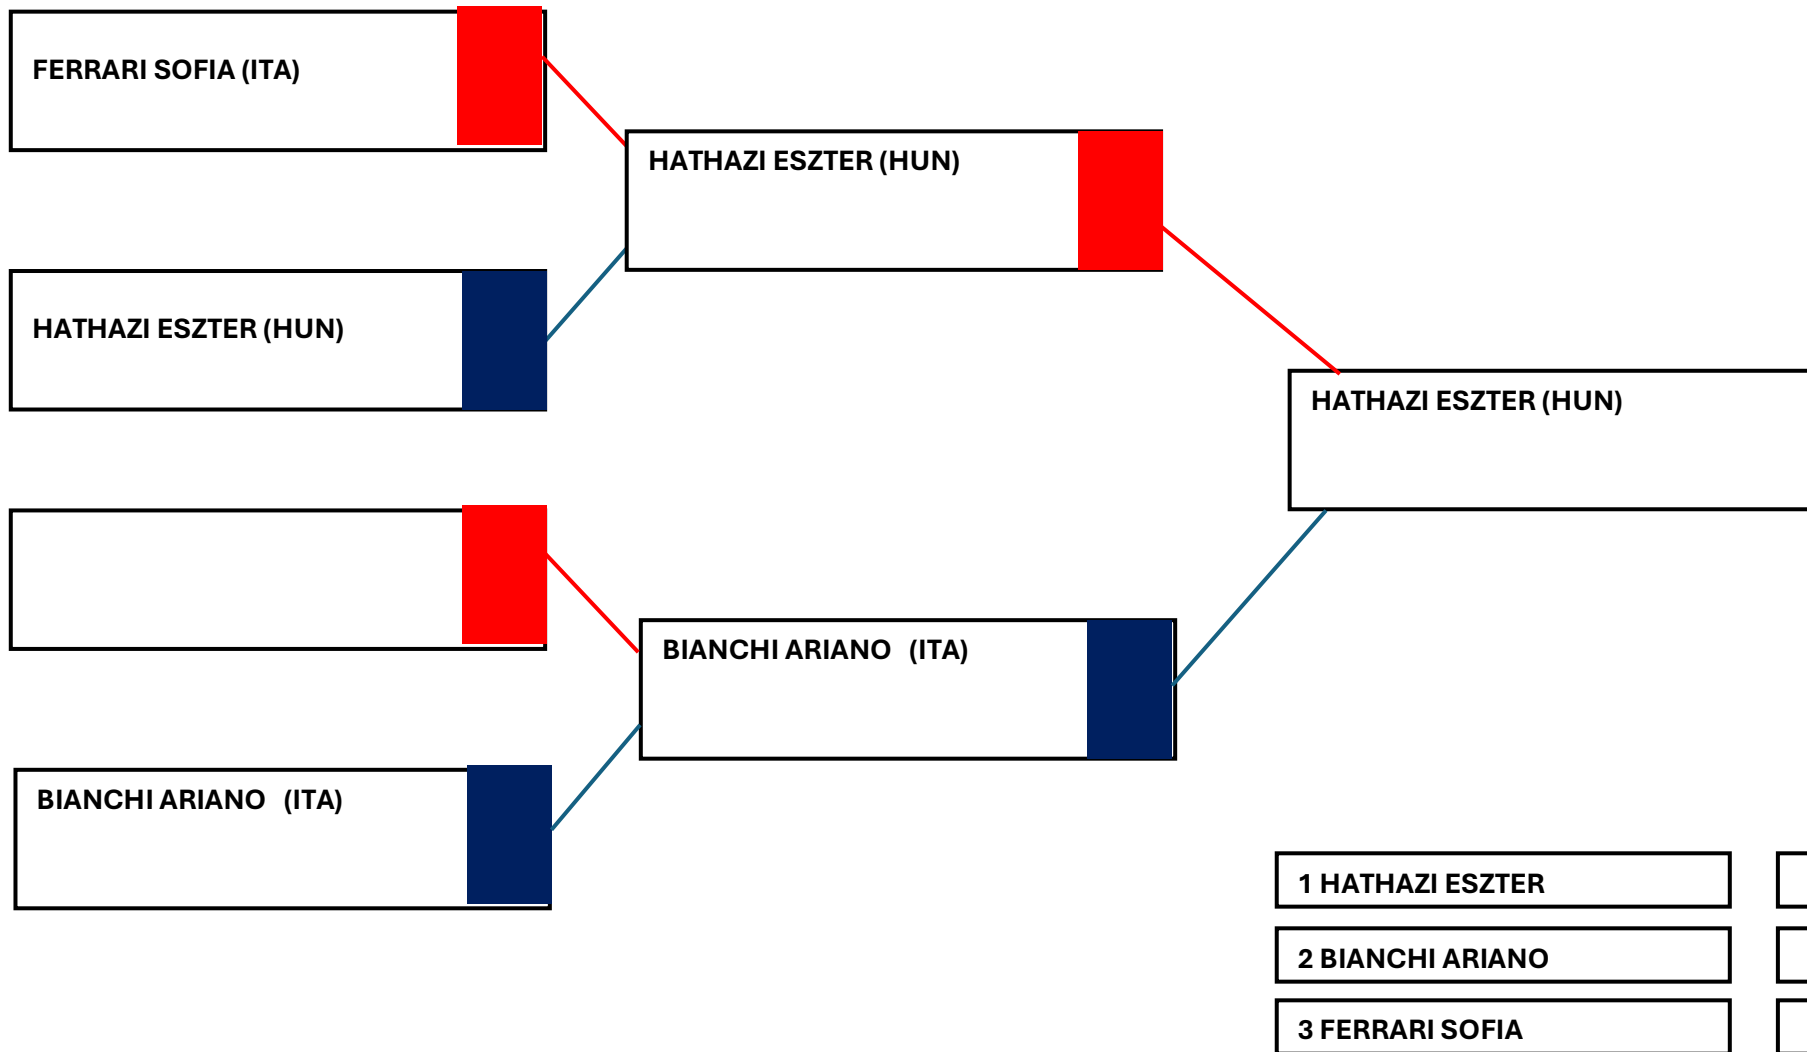 FERRARI SOFIA (ITA)
HATHAZI ESZTER (HUN)
HATHAZI ESZTER (HUN)
HATHAZI ESZTER (HUN)
BIANCHI ARIANO (ITA)
BIANCHI ARIANO (ITA)
1 HATHAZI ESZTER
2 BIANCHI ARIANO
3 FERRARI SOFIA